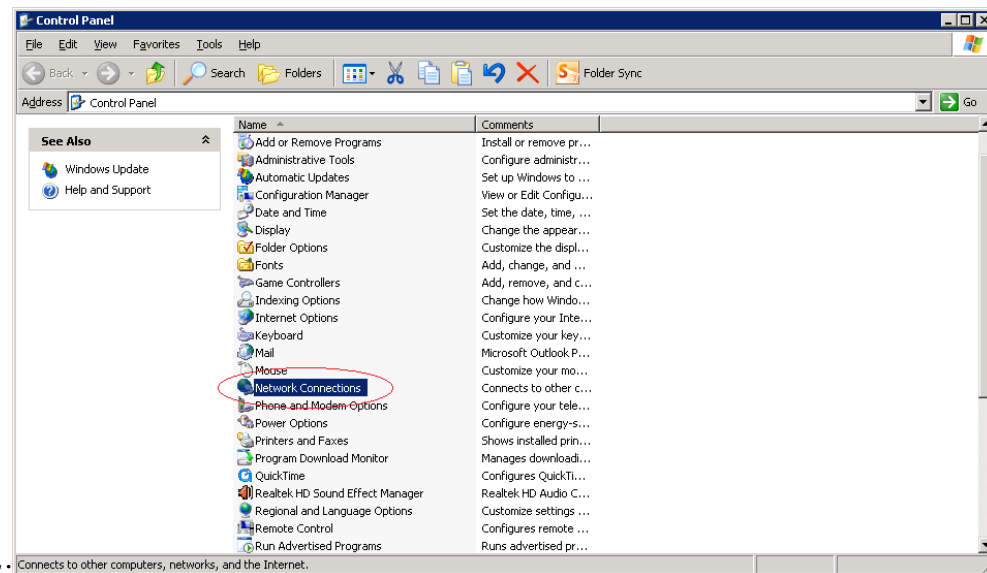 Control Panel
File Edit View Favorites Tools Help
Back Search Folders Folder Sync
Address Control Panel Go
See Also
Windows Update
Help and Support
Name Comments
Add or Remove Programs Install or remove pr...
Administrative Tools Configure administr...
Automatic Updates Set up Windows to ...
Configuration Manager View or Edit Configu...
Date and Time Set the date, time, ...
Display Change the appear...
Folder Options Customize the displ...
Fonts Add, change, and ...
Game Controllers Add, remove, and c...
Indexing Options Change how Windo...
Internet Options Configure your Inte...
Keyboard Customize your key...
Mail Microsoft Outlook P...
Mouse Customize your mo...
Network Connections Connects to other c...
Phone and Modem Options Configure your tele...
Power Options Configure energy-s...
Printers and Faxes Shows installed prin...
Program Download Monitor Manages downloadi...
QuickTime Configures QuickTi...
Realtek HD Sound Effect Manager Realtek HD Audio C...
Regional and Language Options Customize settings ...
Remote Control Configures remote ...
Run Advertised Programs Runs advertised pr...
Connects to other computers, networks, and the Internet.